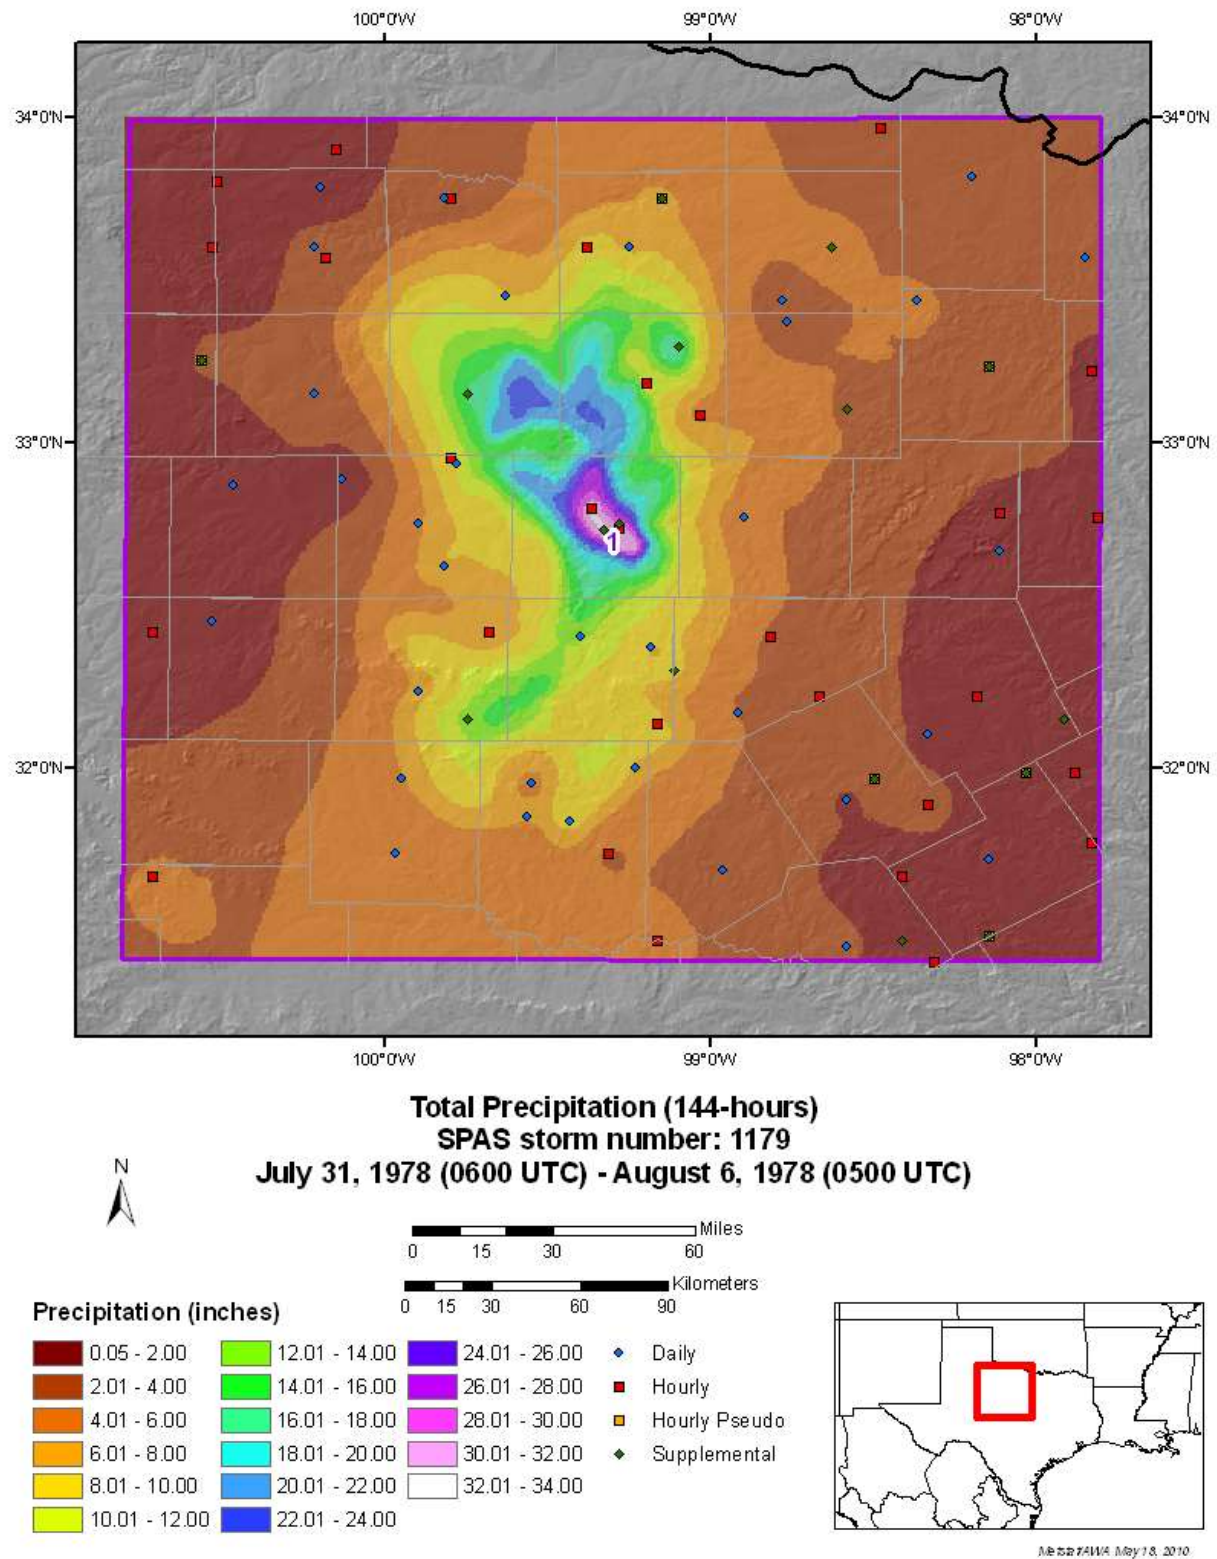 100°0'W 99°0'W 98°0'W
34°0'N 34°0'N
33°0'N 33°0'N
1
32°0'N 32°0'N
100°0'W 99°0'W 98°0'W
Total Precipitation (144-hours)
SPAS storm number: 1179
July 31, 1978 (0600 UTC) - August 6, 1978 (0500 UTC)
N
Miles
0 15 30 60
Kilometers
0 15 30 60 90
Precipitation (inches)
0.05 - 2.00 12.01 - 14.00 24.01 - 26.00 Daily
2.01 - 4.00 14.01 - 16.00 26.01 - 28.00 Hourly
4.01 - 6.00 16.01 - 18.00 28.01 - 30.00 Hourly Pseudo
6.01 - 8.00 18.01 - 20.00 30.01 - 32.00 Supplemental
8.01 - 10.00 20.01 - 22.00 32.01 - 34.00
10.01 - 12.00 22.01 - 24.00
Metstat/AWA May 18, 2010